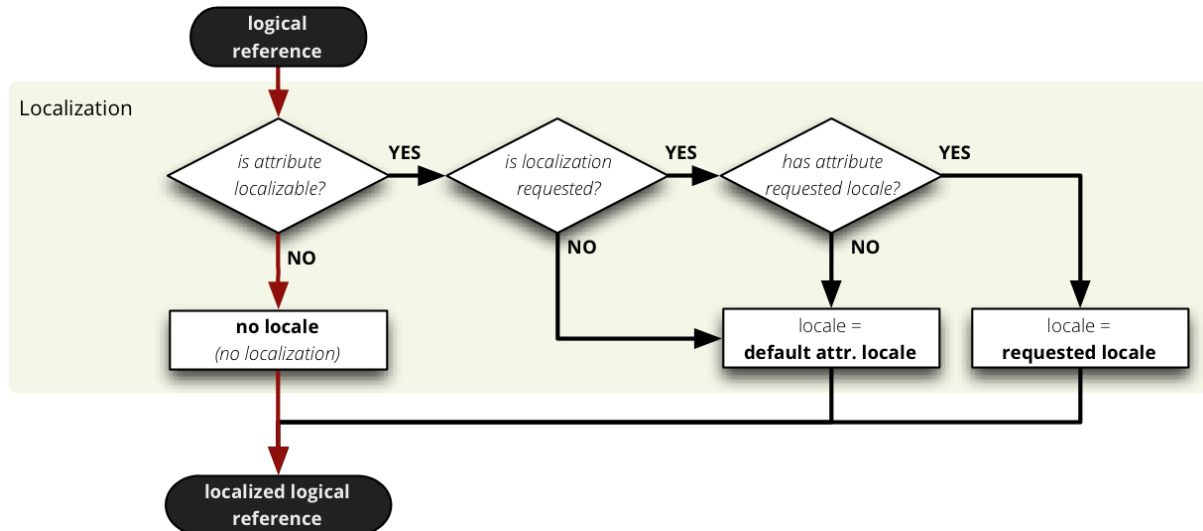 logical
reference
Localization
is attribute
localizable?
YES
is localization
requested?
YES
has attribute
requested locale?
YES
NO
NO
NO
no locale
(no localization)
locale =
default attr. locale
locale =
requested locale
localized logical
reference